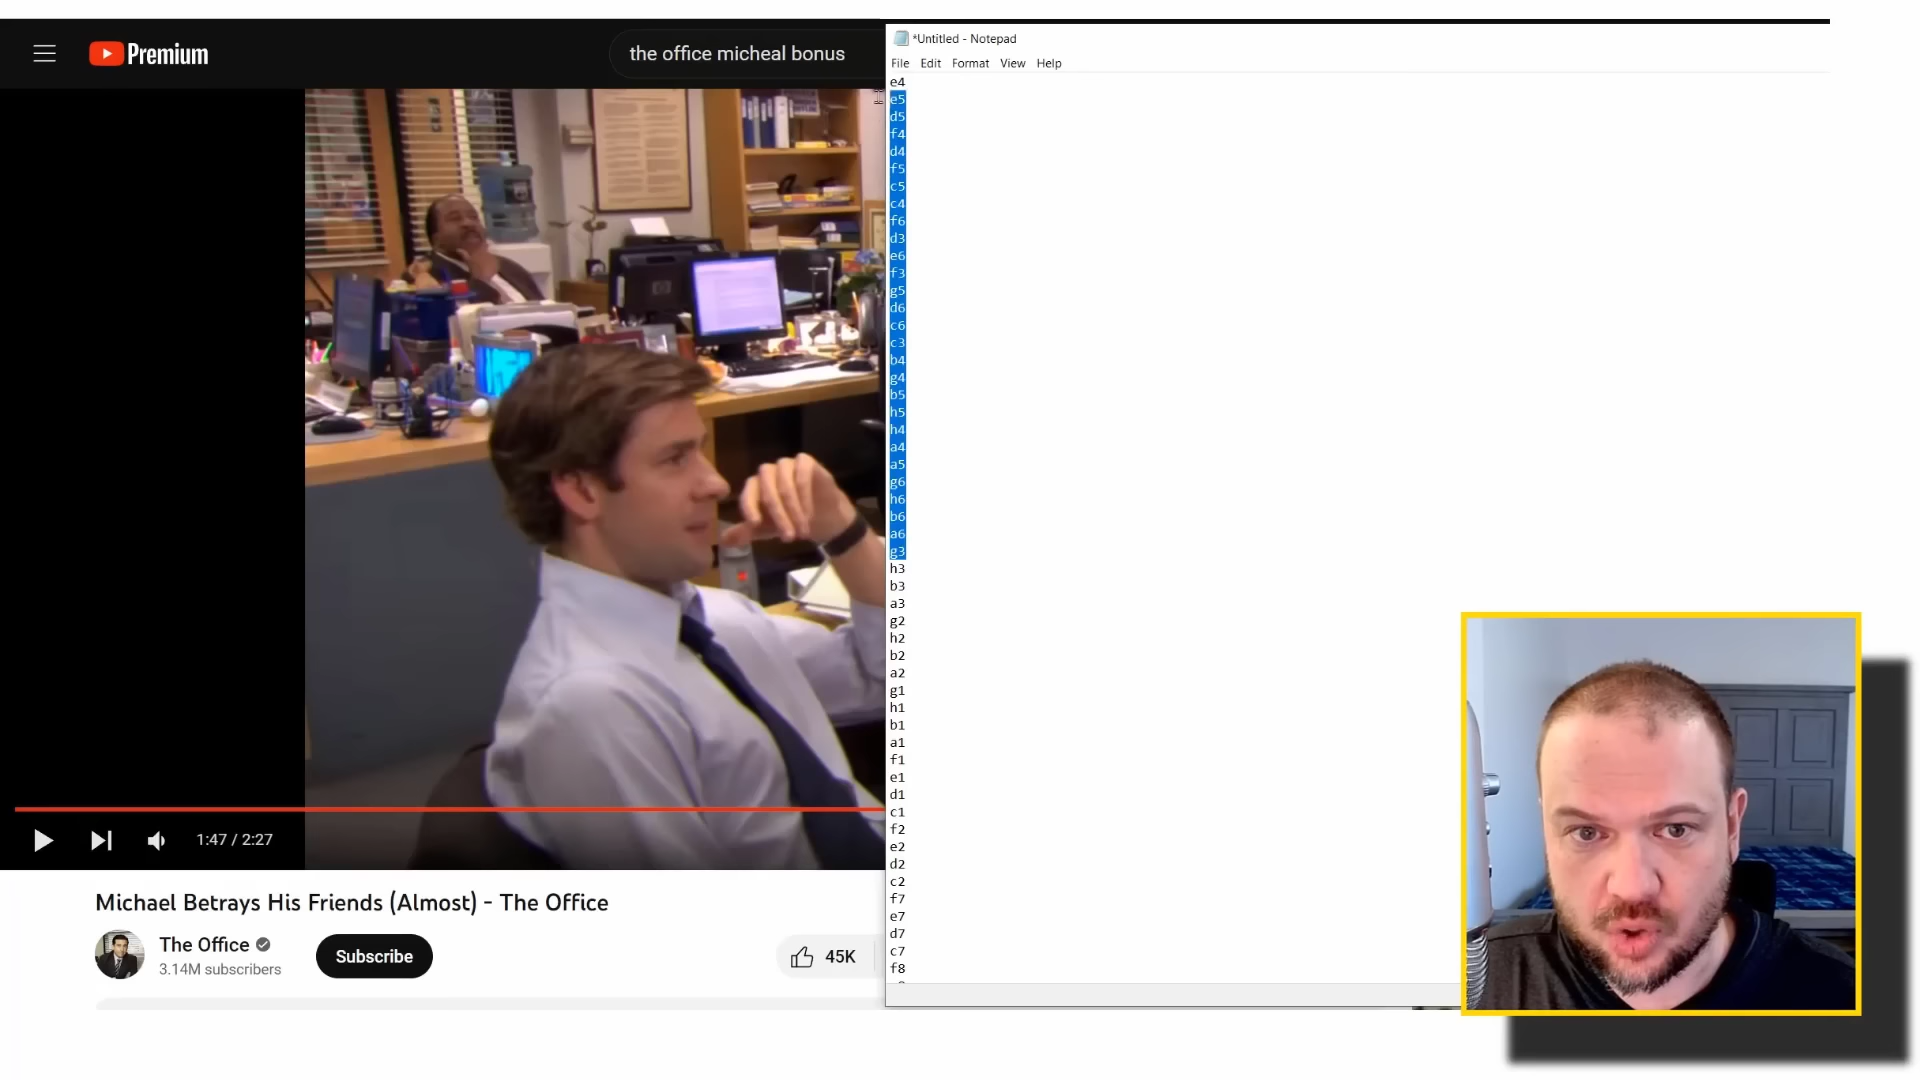 Premium
the office micheal bonus
*Untitled - Notepad
File Edit Format View Help
e4
e5
d5
f4
d4
f5
c5
c4
f6
d3
e6
f3
g5
d6
c6
c3
b4
g4
b5
h5
h4
a4
a5
g6
h6
b6
a6
g3
h3
b3
a3
g2
h2
b2
a2
g1
h1
b1
a1
f1
e1
d1
c1
f2
e2
d2
c2
f7
e7
d7
c7
f8
1:47 / 2:27
Michael Betrays His Friends (Almost) - The Office
The Office
3.14M subscribers
Subscribe
45K